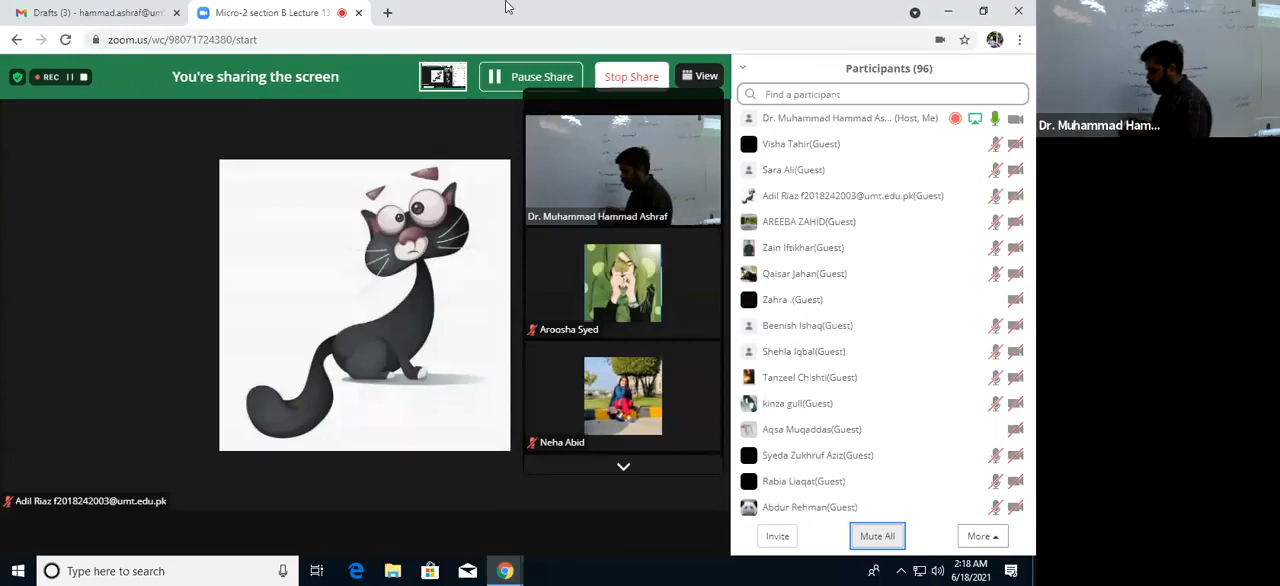 Drafts (3) - hammad.ashraf@um
Micro-2 section B Lecture 13
zoom.us/wc/98071724380/start
REC
You're sharing the screen
Pause Share
Stop Share
View
Participants (96)
Find a participant
Dr. Muhammad Hammad As... (Host, Me)
Visha Tahir(Guest)
Sara Ali(Guest)
Adil Riaz f2018242003@umt.edu.pk(Guest)
AREEBA ZAHID(Guest)
Zain Iftikhar(Guest)
Qaisar Jahan(Guest)
Zahra .(Guest)
Beenish Ishaq(Guest)
Shehla Iqbal(Guest)
Tanzeel Chishti(Guest)
kinza gull(Guest)
Aqsa Muqaddas(Guest)
Syeda Zukhruf Aziz(Guest)
Rabia Liaqat(Guest)
Abdur Rehman(Guest)
Invite
Mute All
More
Dr. Muhammad Hammad Ashraf
Aroosha Syed
Neha Abid
Adil Riaz f2018242003@umt.edu.pk
Dr. Muhammad Ham...
Type here to search
2:18 AM
6/18/2021